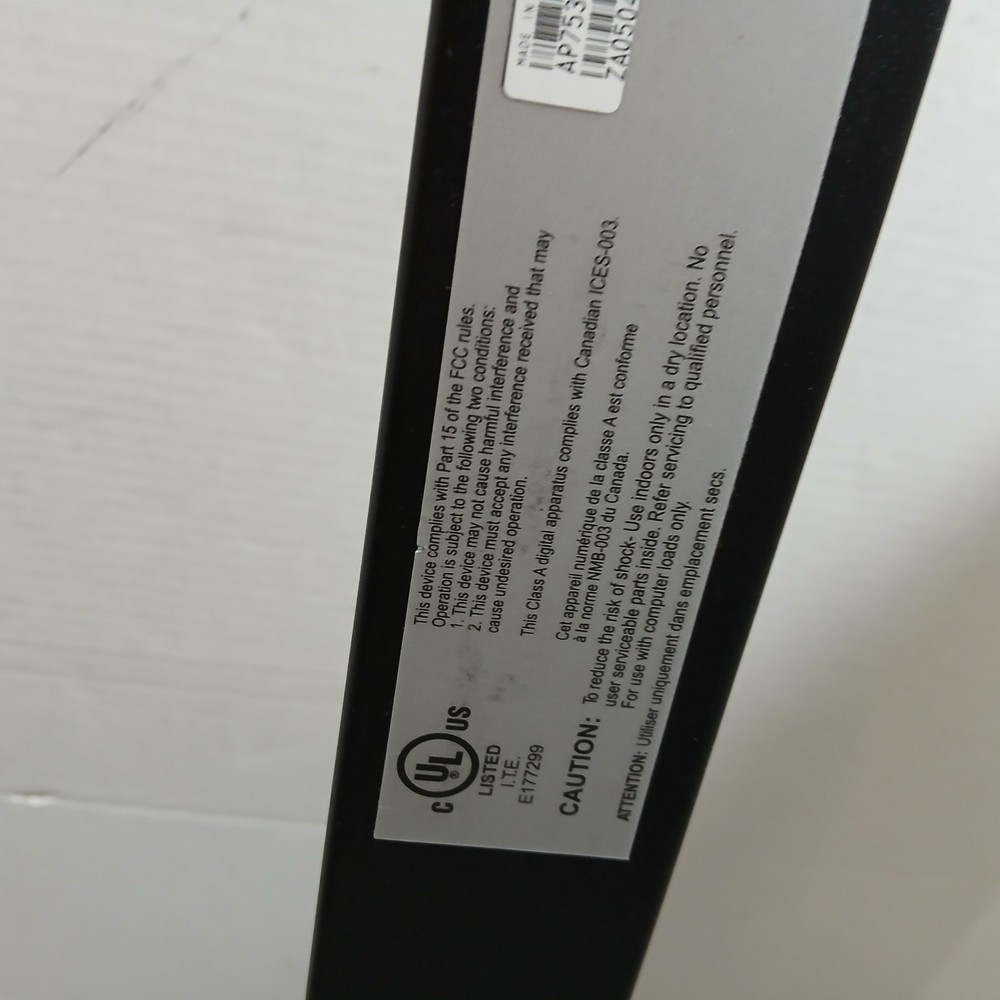 MADE IN
AP753
ZA050
C UL US
®
LISTED
I.T.E.
E177299
This device complies with Part 15 of the FCC rules.
Operation is subject to the following two conditions:
1. This device may not cause harmful interference and
2. This device must accept any interference received that may
cause undesired operation.
This Class A digital apparatus complies with Canadian ICES-003.
Cet appareil numérique de la classe A est conforme
à la norme NMB-003 du Canada.
CAUTION: To reduce the risk of shock- Use indoors only in a dry location. No
user serviceable parts inside. Refer servicing to qualified personnel.
For use with computer loads only.
ATTENTION: Utiliser uniquement dans emplacement secs.